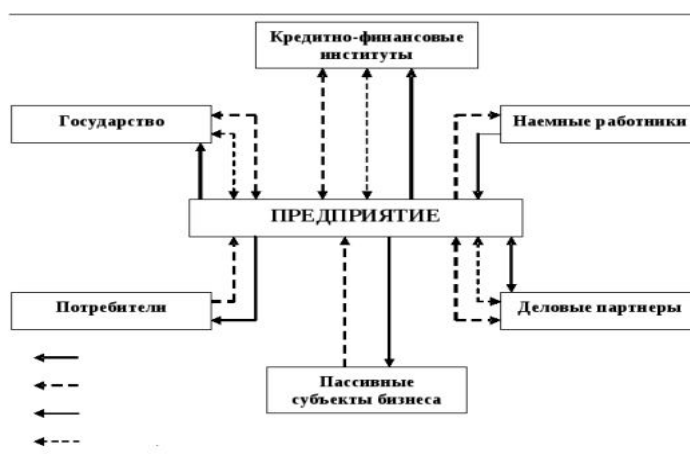 Кредитно-финансовые
институты
Государство
Наемные работники
ПРЕДПРИЯТИЕ
Потребители
Деловые партнеры
Пассивные
субъекты бизнеса